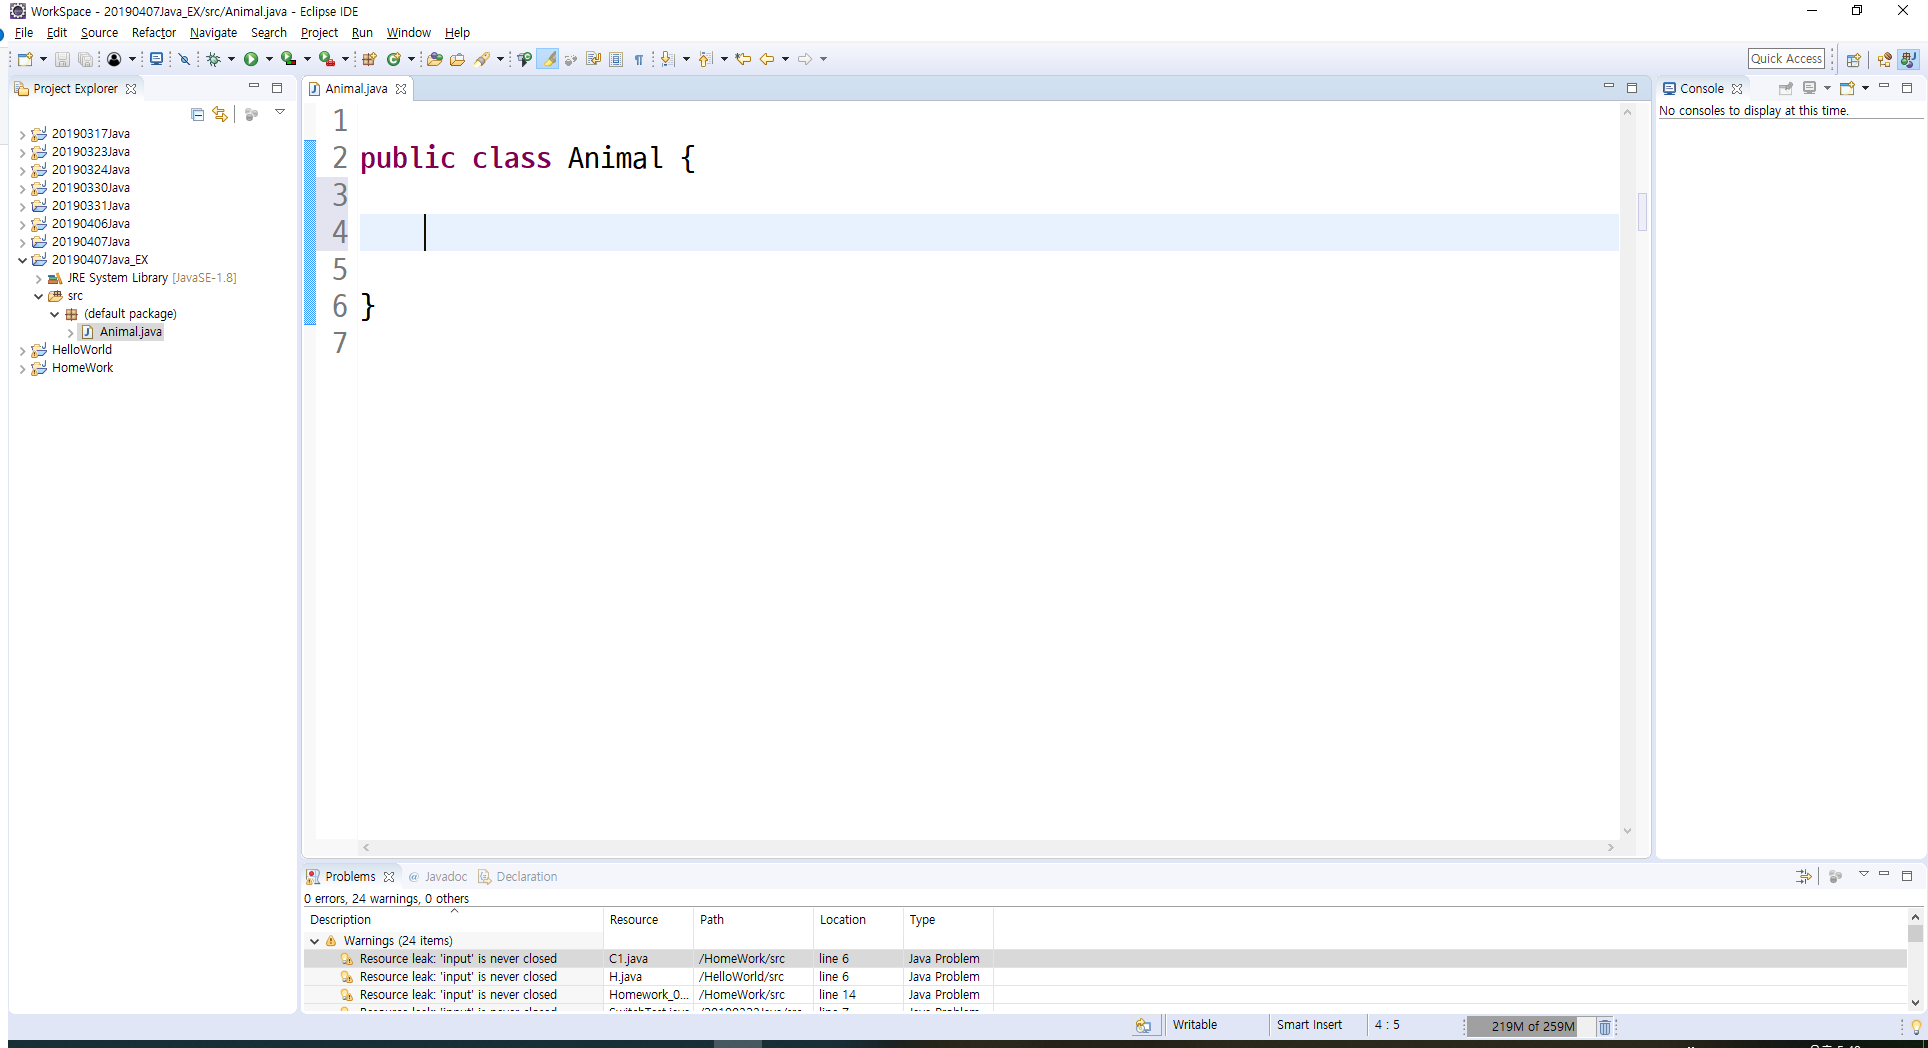 WorkSpace - 20190407Java_EX/src/Animal.java - Eclipse IDE
File Edit Source Refactor Navigate Search Project Run Window Help
Quick Access
Project Explorer
20190317Java
20190323Java
20190324Java
20190330Java
20190331Java
20190406Java
20190407Java
20190407Java_EX
JRE System Library [JavaSE-1.8]
src
(default package)
Animal.java
HelloWorld
HomeWork
Animal.java
1
2 public class Animal {
3
4
5
6 }
7
Console
No consoles to display at this time.
Problems @ Javadoc Declaration
0 errors, 24 warnings, 0 others
Description Resource Path Location Type
Warnings (24 items)
Resource leak: 'input' is never closed C1.java /HomeWork/src line 6 Java Problem
Resource leak: 'input' is never closed H.java /HelloWorld/src line 6 Java Problem
Resource leak: 'input' is never closed Homework_0... /HomeWork/src line 14 Java Problem
Writable Smart Insert 4 : 5 219M of 259M